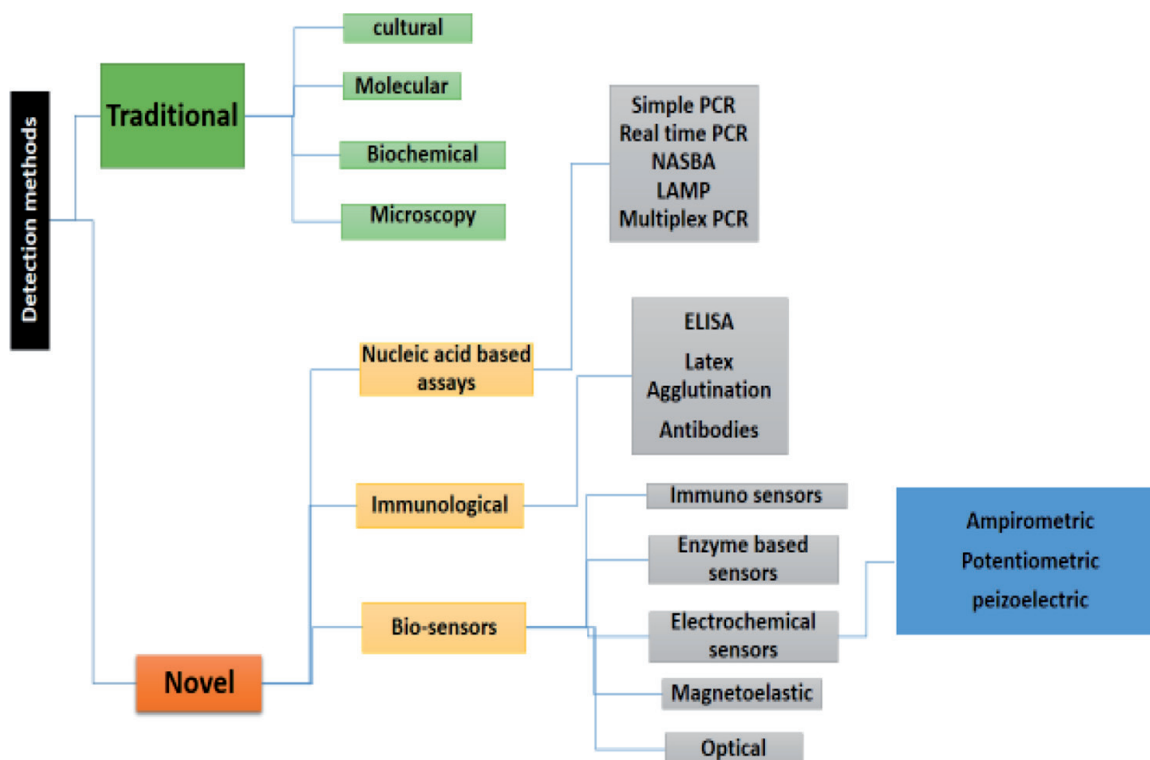 Detection methods
Traditional
cultural
Molecular
Biochemical
Microscopy
Novel
Nucleic acid based
assays
Immunological
Bio-sensors
Simple PCR
Real time PCR
NASBA
LAMP
Multiplex PCR
ELISA
Latex
Agglutination
Antibodies
Immuno sensors
Enzyme based
sensors
Electrochemical
sensors
Magnetoelastic
Optical
Ampirometric
Potentiometric
peizoelectric